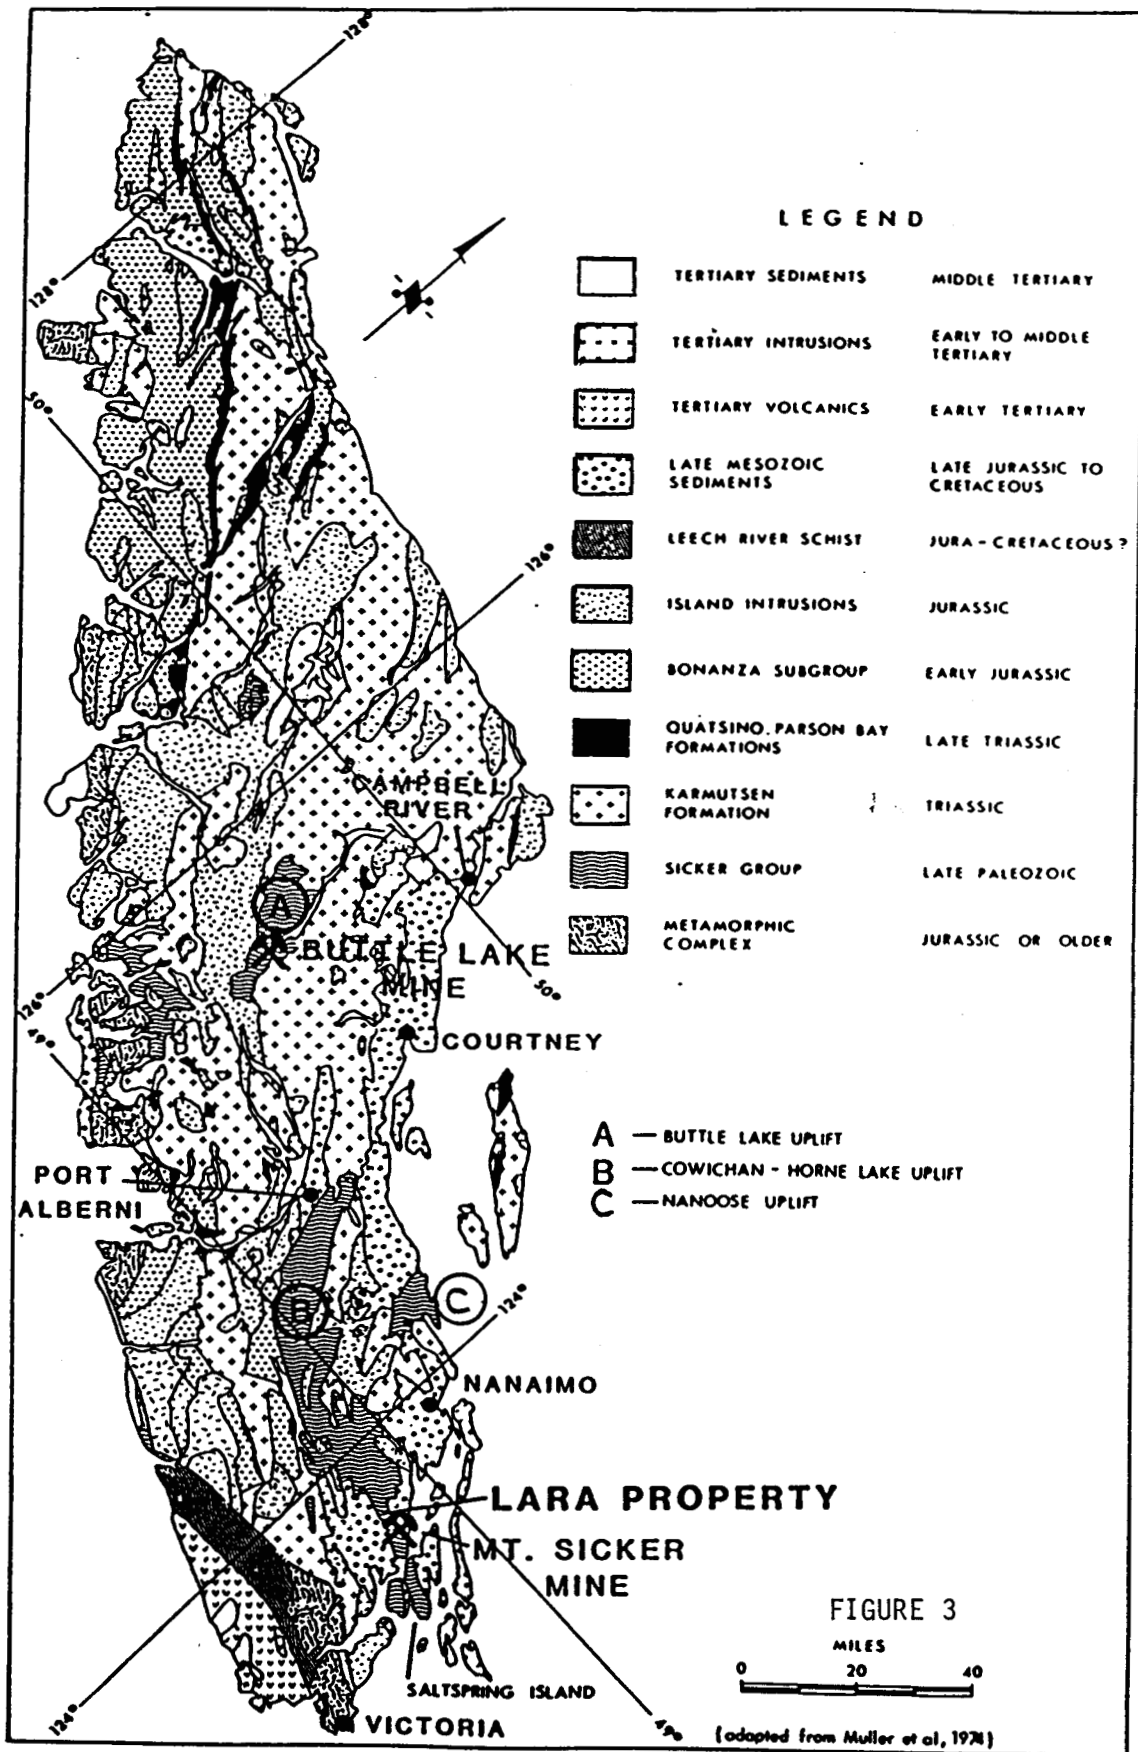 128°
LEGEND
TERTIARY SEDIMENTS MIDDLE TERTIARY
128°
TERTIARY INTRUSIONS EARLY TO MIDDLE
TERTIARY
50°
TERTIARY VOLCANICS EARLY TERTIARY
LATE MESOZOIC LATE JURASSIC TO
SEDIMENTS CRETACEOUS
LEECH RIVER SCHIST JURA-CRETACEOUS?
126°
ISLAND INTRUSIONS JURASSIC
BONANZA SUBGROUP EARLY JURASSIC
QUATSINO. PARSON BAY LATE TRIASSIC
FORMATIONS
CAMPBELL
RIVER
KARMUTSEN TRIASSIC
FORMATION
SICKER GROUP LATE PALEOZOIC
A
METAMORPHIC JURASSIC OR OLDER
COMPLEX
BUTTLE LAKE
MINE
50°
126°
49°
COURTNEY
A — BUTTLE LAKE UPLIFT
B — COWICHAN - HORNE LAKE UPLIFT
C — NANOOSE UPLIFT
PORT
ALBERNI
B
C
124°
NANAIMO
LARA PROPERTY
MT. SICKER
MINE
FIGURE 3
MILES
0 20 40
SALTSPRING ISLAND
124°
VICTORIA
49°
(adapted from Muller et al, 1974)